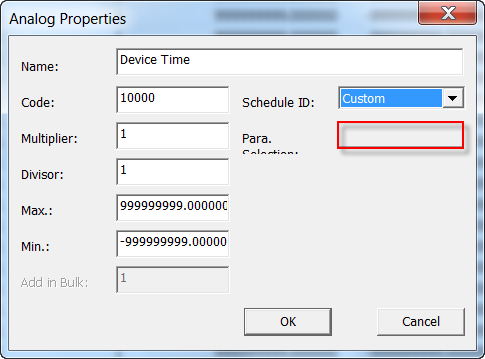 Analog Properties
Name: Device Time
Code: 10000 Schedule ID: Custom
Multiplier: 1 Para.
Selection:
Divisor: 1
Max.: 999999999.000000
Min.: -999999999.00000
Add in Bulk: 1
OK Cancel